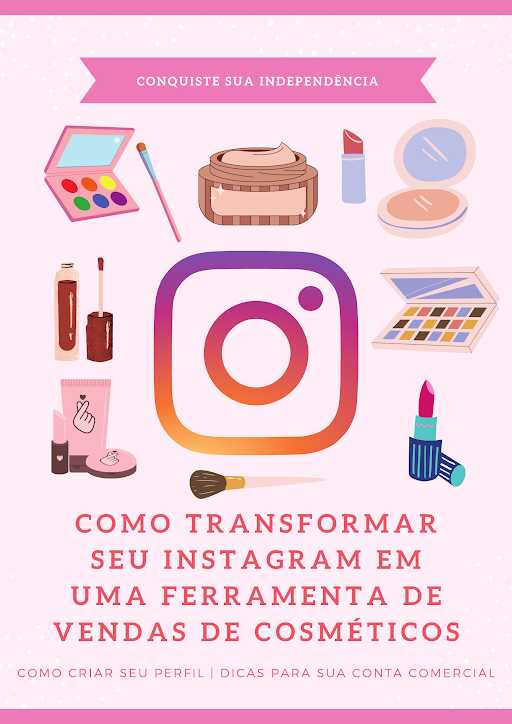 CONQUISTE SUA INDEPENDÊNCIA
COMO TRANSFORMAR
SEU INSTAGRAM EM
UMA FERRAMENTA DE
VENDAS DE COSMÉTICOS
COMO CRIAR SEU PERFIL | DICAS PARA SUA CONTA COMERCIAL